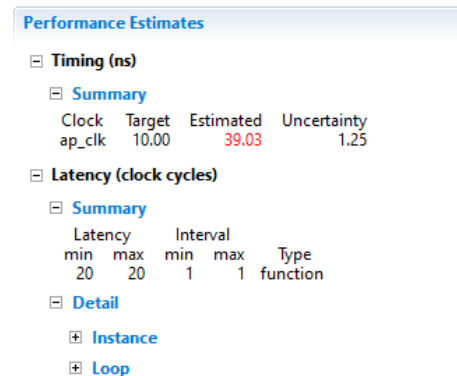 Performance Estimates
Timing (ns)
Summary
Clock Target Estimated Uncertainty
ap_clk 10.00 39.03 1.25
Latency (clock cycles)
Summary
Latency Interval
min max min max Type
20 20 1 1 function
Detail
Instance
Loop